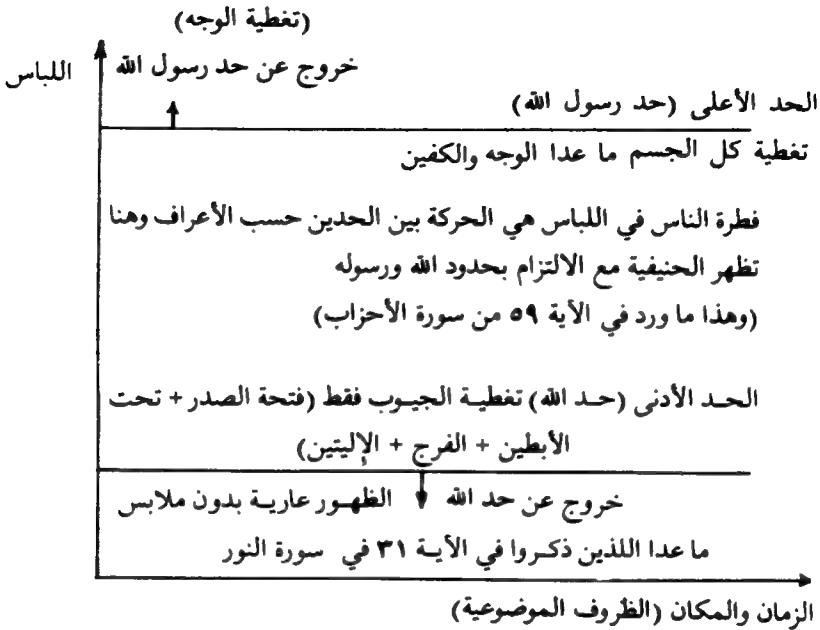 (تغطية الوجه)
خروج عن حد رسول الله
اللباس
الحد الأعلى (حد رسول الله)
تغطية كل الجسم ما عدا الوجه والكفين
فطرة الناس في اللباس هي الحركة بين الحدين حسب الأعراف وهنا
تظهر الحنيفية مع الالتزام بحدود الله ورسوله
(وهذا ما ورد في الآية ٥٩ من سورة الأحزاب)
الحد الأدنى (حد الله) تغطية الجيوب فقط (فتحة الصدر + تحت
الأبطين + الفرج + الإليتين)
خروج عن حد الله الظهور عارية بدون ملابس
ما عدا اللذين ذكروا في الآية ٣١ في سورة النور
الزمان والمكان (الظروف الموضوعية)